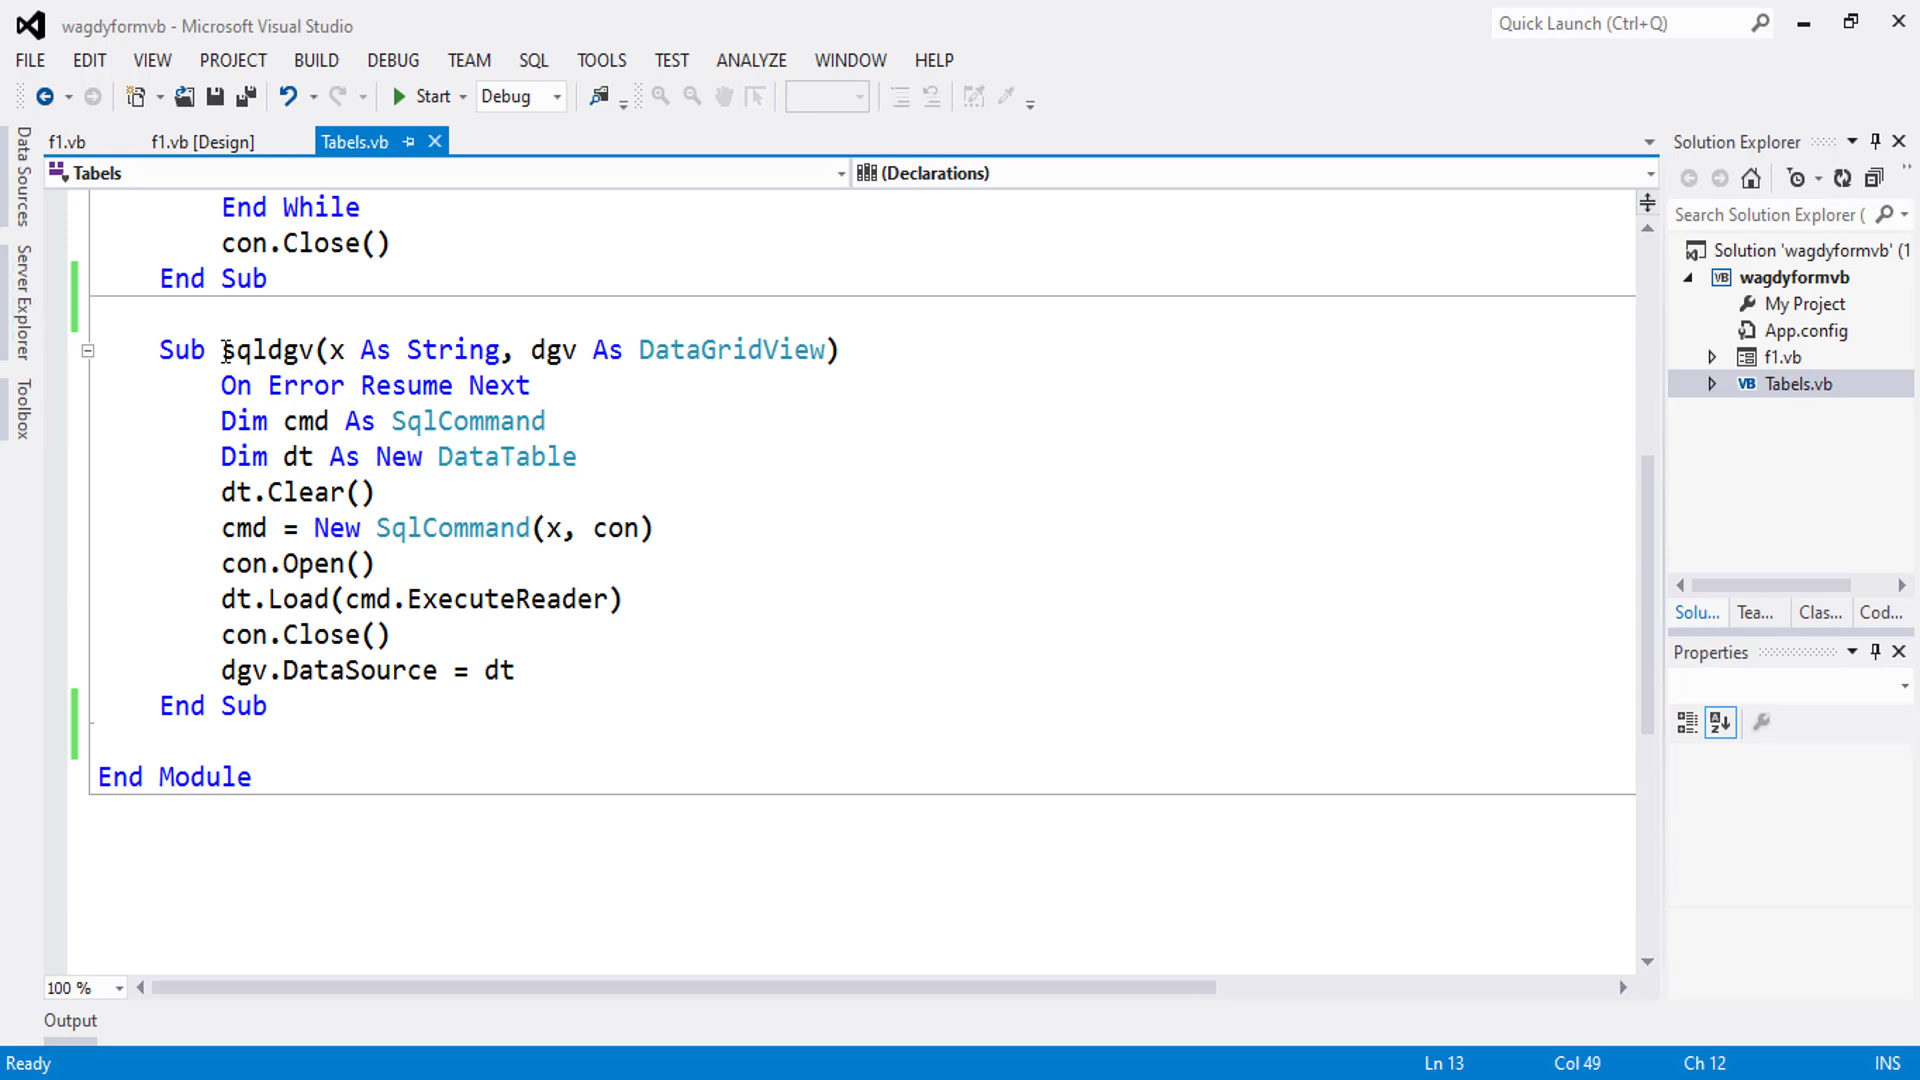 wagdyformvb - Microsoft Visual Studio
Quick Launch (Ctrl+Q)
FILE EDIT VIEW PROJECT BUILD DEBUG TEAM SQL TOOLS TEST ANALYZE WINDOW HELP
Start Debug
Data Sources
Server Explorer
Toolbox
f1.vb f1.vb [Design] Tabels.vb
Tabels (Declarations)
End While
con.Close()
End Sub
Sub sqldgv(x As String, dgv As DataGridView)
On Error Resume Next
Dim cmd As SqlCommand
Dim dt As New DataTable
dt.Clear()
cmd = New SqlCommand(x, con)
con.Open()
dt.Load(cmd.ExecuteReader)
con.Close()
dgv.DataSource = dt
End Sub
End Module
100 %
Output
Solution Explorer
Search Solution Explorer (
Solution 'wagdyformvb' (1
wagdyformvb
My Project
App.config
f1.vb
Tabels.vb
Solu... Tea... Clas... Cod...
Properties
Ready Ln 13 Col 49 Ch 12 INS